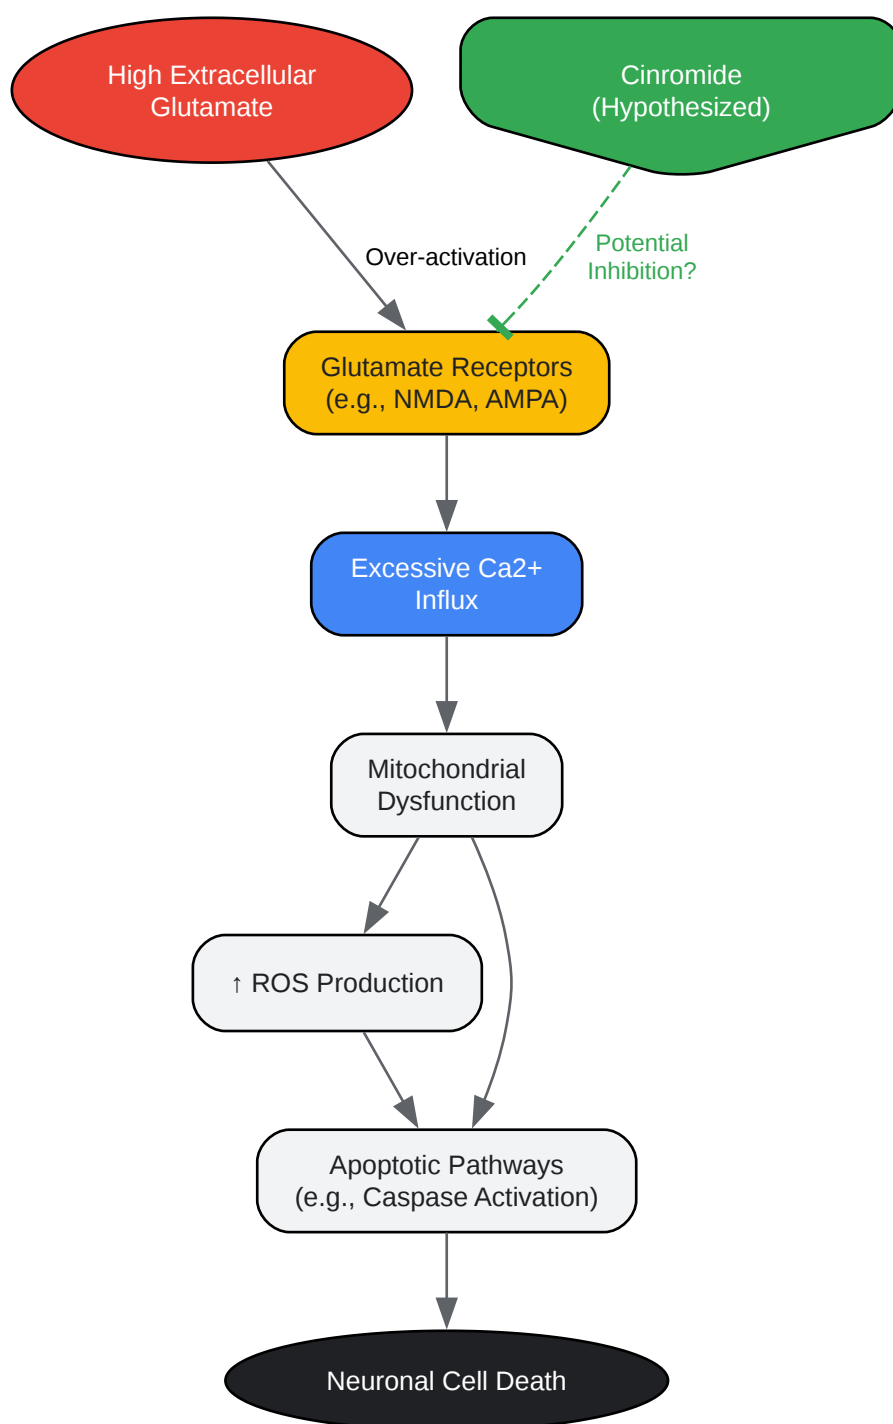 High Extracellular
Glutamate
Cinromide
(Hypothesized)
Over-activation
Potential
Inhibition?
Glutamate Receptors
(e.g., NMDA, AMPA)
Excessive Ca2+
Influx
Mitochondrial
Dysfunction
↑ ROS Production
Apoptotic Pathways
(e.g., Caspase Activation)
Neuronal Cell Death